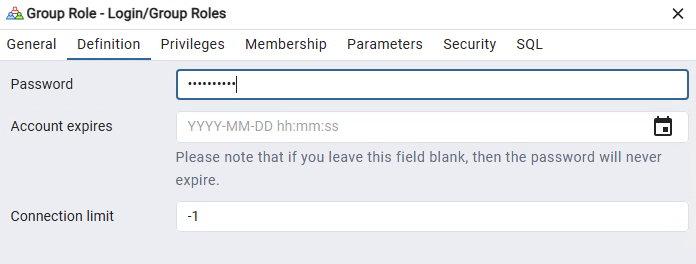 Group Role - Login/Group Roles
General Definition Privileges Membership Parameters Security SQL
Password ••••••••••
Account expires YYYY-MM-DD hh:mm:ss
Please note that if you leave this field blank, then the password will never
expire.
Connection limit -1